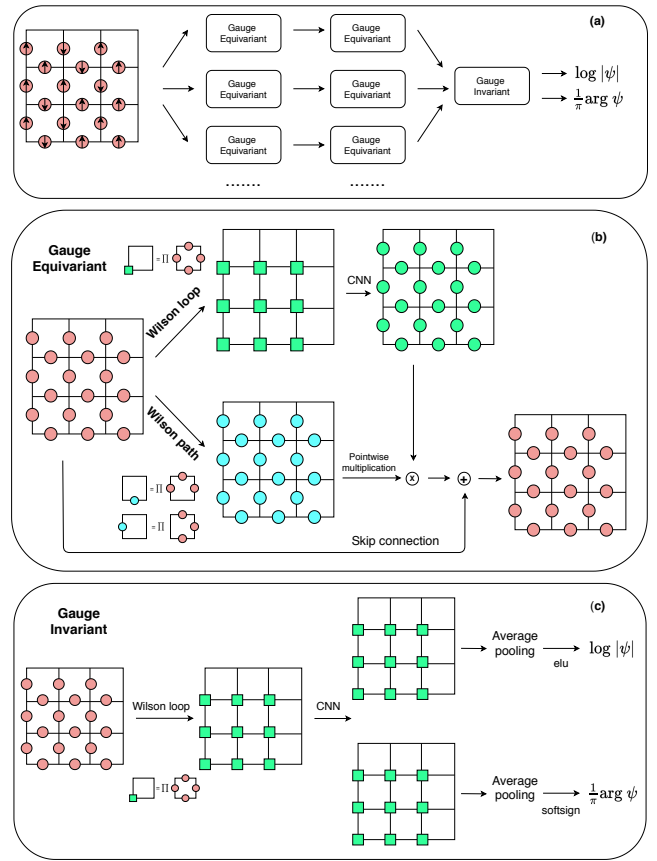 (a)
Gauge
Equivariant
Gauge
Equivariant
Gauge
Equivariant
Gauge
Equivariant
Gauge
Invariant
log |ψ|
1/π arg ψ
Gauge
Equivariant
Gauge
Equivariant
.......
.......
(b)
Gauge
Equivariant
= ∏
Wilson loop
CNN
Wilson path
= ∏
= ∏
Pointwise
multiplication
x
+
Skip connection
(c)
Gauge
Invariant
Wilson loop
= ∏
CNN
Average
pooling
elu
log |ψ|
Average
pooling
softsign
1/π arg ψ